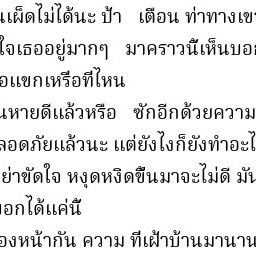 นเผ็ดไม่ได้นะ ป้า เตือน ท่าทางเขา
ใจเธออยู่มากๆ มาคราวนี้เห็นบอก
อแขกเหรือที่ไหน
นหายดีแล้วหรือ ซักอีกด้วยความ
ลอดภัยแล้วนะ แต่ยังไงก็ยังทำอะไ
ย่าขัดใจ หงุดหงิดขึ้นมาจะไม่ดี มัน
บอกได้แค่นี้
องหน้ากัน ความ ที่เฝ้าบ้านมานาน